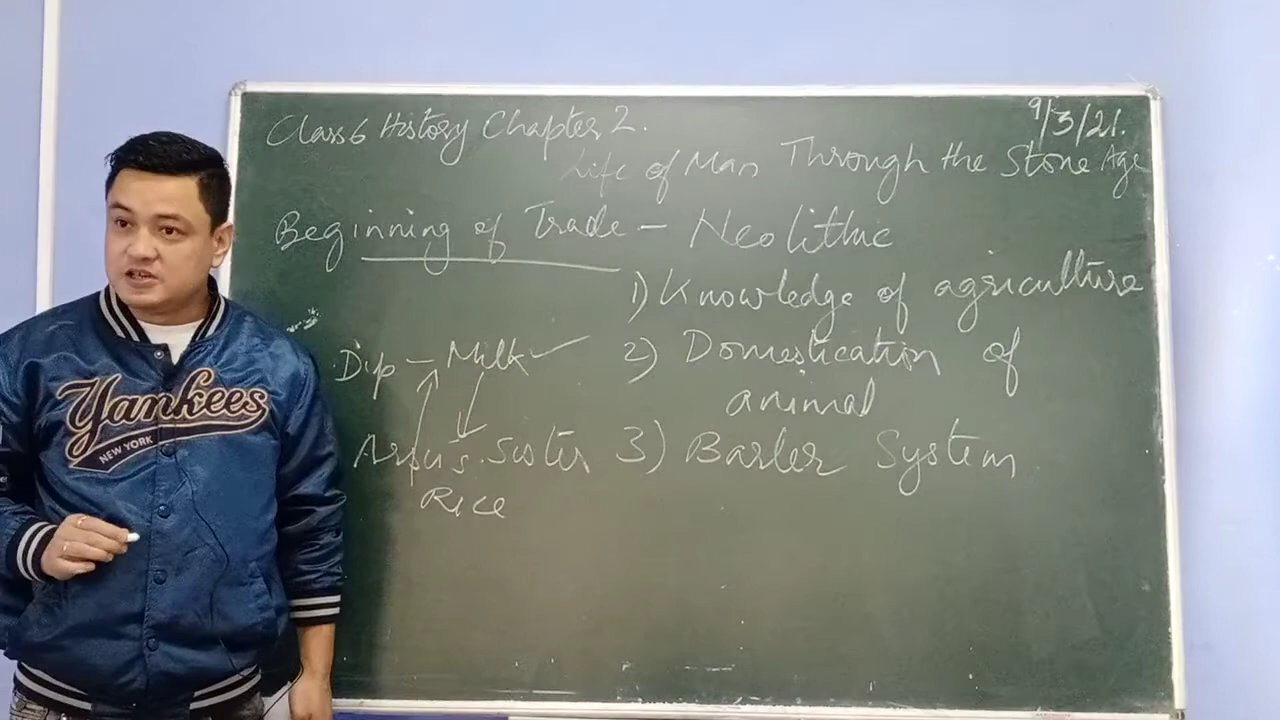 Class 6 History Chapter 2.
9/3/21.
Life of Man Through the Stone Age
Beginning of Trade - Neolithic
1) Knowledge of agriculture
Dip - Milk ✓
2) Domestication of
animal
Sister
3) Barter System
Rice
Yankees
NEW YORK